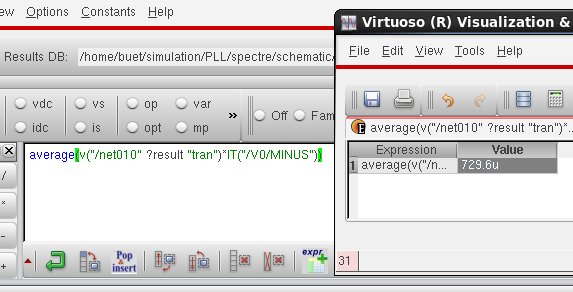 ew Options Constants Help
Results DB: /home/buet/simulation/PLL/spectre/schematic/
vdc vs op var
idc is opt mp
» Off Fam
average(v("/net010" ?result "tran")*IT("/V0/MINUS"))
/
*
-
+
Pop & insert
expr
Virtuoso (R) Visualization &
File Edit View Tools Help
average(v("/net010" ?result "tran")*...
Expression Value
1 average(v("/n... 729.6u
31